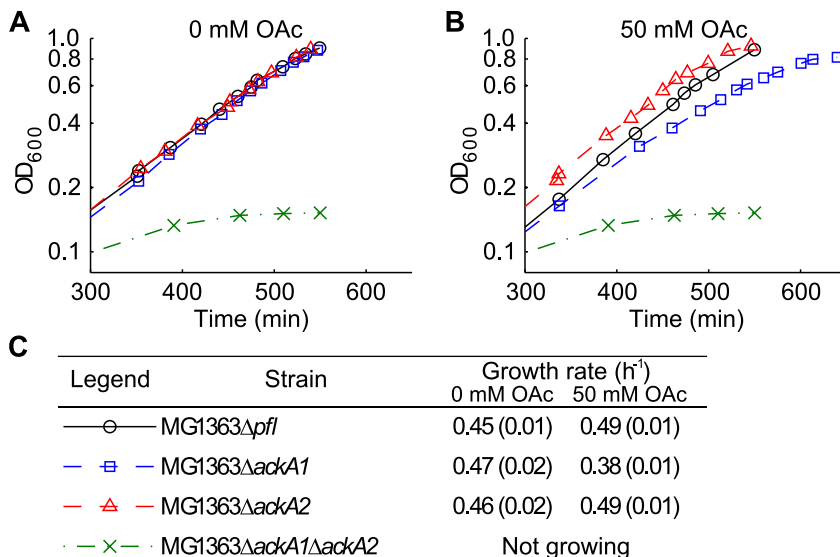 A
0 mM OAc
1.0
0.8
0.6
0.4
0.2
0.1
OD600
300
400
500
600
Time (min)
B
50 mM OAc
1.0
0.8
0.6
0.4
0.2
0.1
OD600
300
400
500
600
Time (min)
C
Legend Strain Growth rate (h-1)
0 mM OAc 50 mM OAc
MG1363Δpfl 0.45 (0.01) 0.49 (0.01)
MG1363ΔackA1 0.47 (0.02) 0.38 (0.01)
MG1363ΔackA2 0.46 (0.02) 0.49 (0.01)
MG1363ΔackA1ΔackA2 Not growing